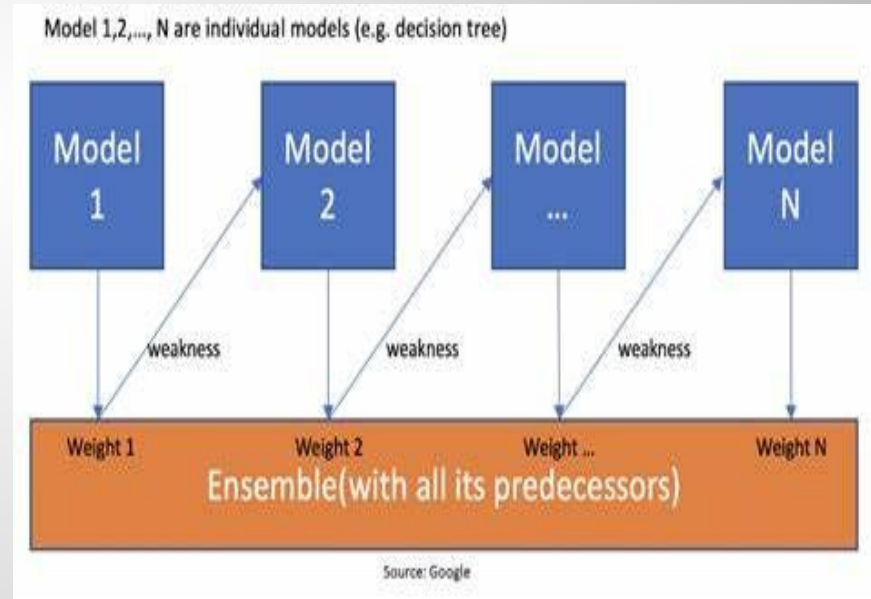 Model 1,2,..., N are individual models (e.g. decision tree)
Model
1
Model
2
Model
...
Model
N
weakness
weakness
weakness
Weight 1
Weight 2
Weight ...
Weight N
Ensemble(with all its predecessors)
Source: Google